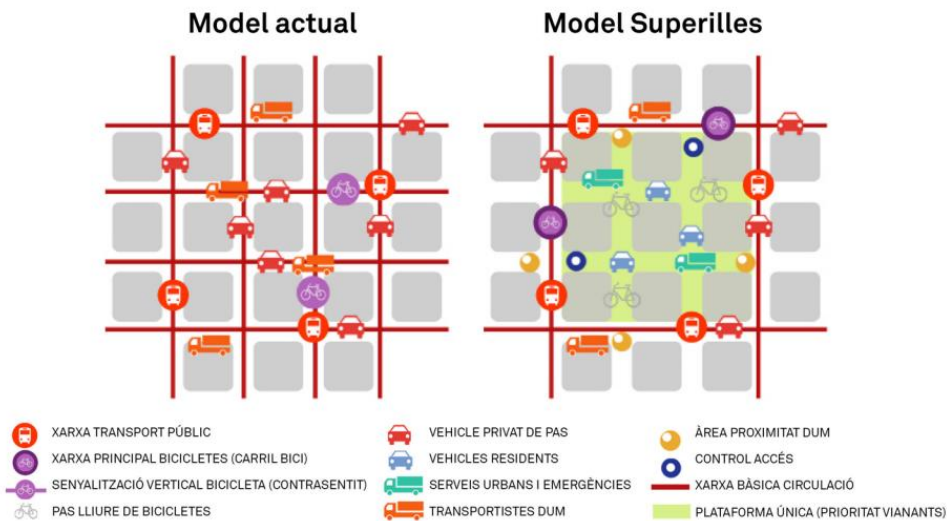 Model actual
Model Superilles
XARXA TRANSPORT PÚBLIC
XARXA PRINCIPAL BICICLETES (CARRIL BICI)
SENYALITZACIÓ VERTICAL BICICLETA (CONTRASENTIT)
PAS LLIURE DE BICICLETES
VEHICLE PRIVAT DE PAS
VEHICLES RESIDENTS
SERVEIS URBANS I EMERGÈNCIES
TRANSPORTISTES DUM
ÀREA PROXIMITAT DUM
CONTROL ACCÉS
XARXA BÀSICA CIRCULACIÓ
PLATAFORMA ÚNICA (PRIORITAT VIANANTS)